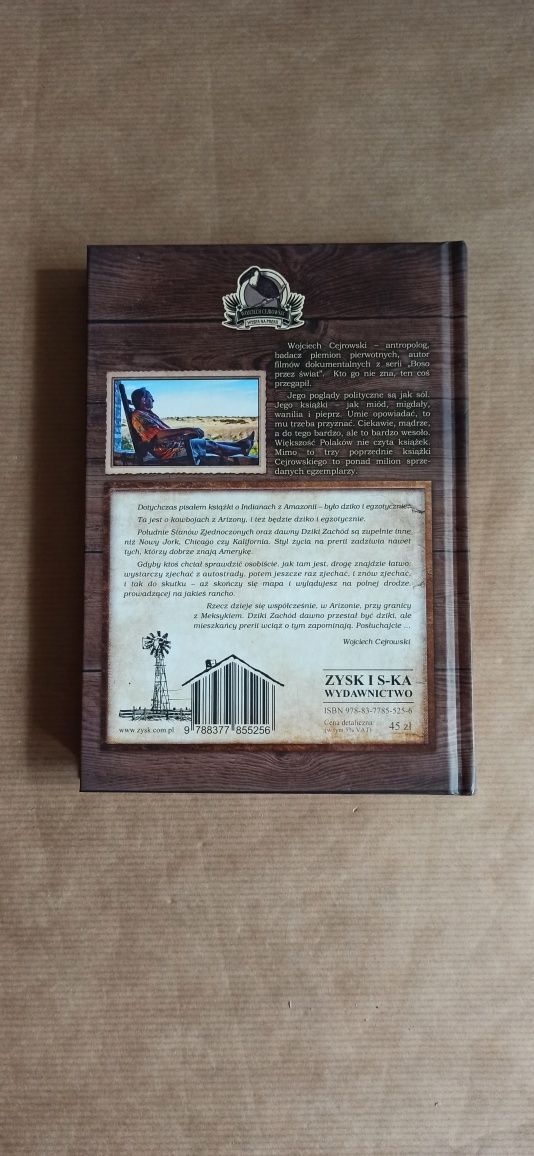 WOJCIECH CEJROWSKI
Wojciech Cejrowski – antropolog,
badacz plemion pierwotnych, autor
filmów dokumentalnych z serii „Boso
przez świat”. Kto go nie zna, ten coś
przegapił.
Jego poglądy polityczne są jak sól.
Jego książki – jak miód, migdały,
wanilia i pieprz. Umie opowiadać, to
mu trzeba przyznać. Ciekawie, mądrze,
a do tego bardzo, ale to bardzo wesoło.
Większość Polaków nie czyta książek.
Mimo to trzy poprzednie książki
Cejrowskiego to ponad milion sprze-
danych egzemplarzy.
Dotychczas pisałem książki o Indianach z Amazonii – było dziko i egzotycznie.
Ta jest o kowbojach z Arizony. I też będzie dziko i egzotycznie.
Południe Stanów Zjednoczonych oraz dawny Dziki Zachód są zupełnie inne
niż Nowy Jork, Chicago czy Kalifornia. Styl życia na prerii zadziwia nawet
tych, którzy dobrze znają Amerykę.
Gdyby ktoś chciał sprawdzić osobiście, jak tam jest, drogę znajdzie łatwo:
wystarczy zjechać z autostrady, potem jeszcze raz zjechać, i znów zjechać,
i tak do skutku – aż skończy się mapa i wylądujesz na polnej drodze,
prowadzącej na jakieś rancho.
Rzecz dzieje się współcześnie, w Arizonie, przy granicy
z Meksykiem. Dziki Zachód dawno przestał być dziki, ale
mieszkańcy prerii wciąż o tym zapominają. Posłuchajcie ...
Wojciech Cejrowski
ZYSK I S-KA
WYDAWNICTWO
ISBN 978-83-7785-525-6
Cena detaliczna 45 zł
(w tym 5% VAT)
www.zysk.com.pl
9 788377 855256